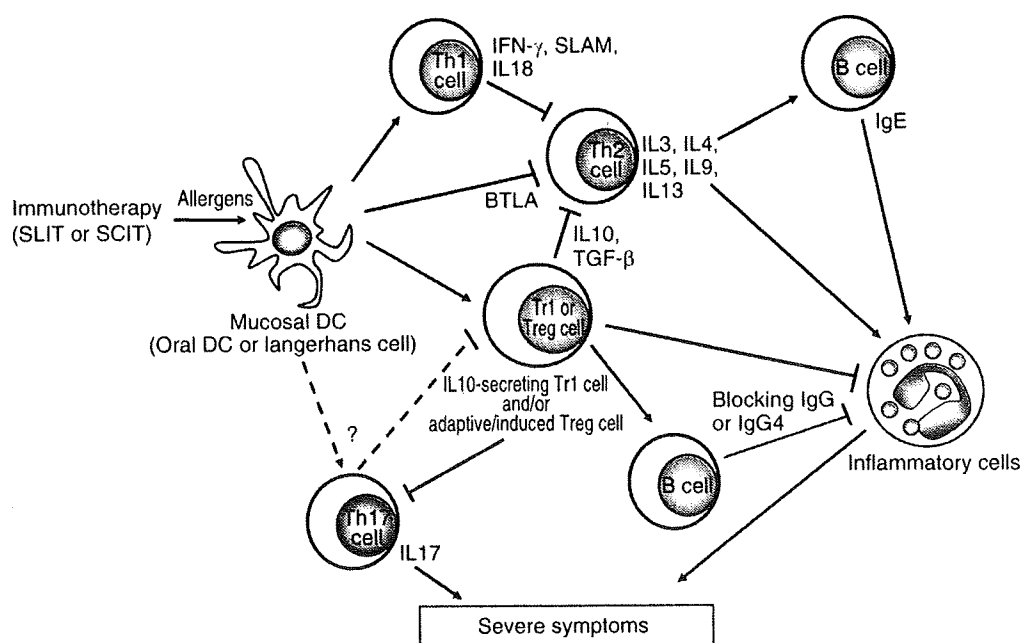 Th1
cell
IFN-γ, SLAM,
IL18
B cell
IgE
Th2
cell
IL3, IL4,
IL5, IL9,
IL13
BTLA
Immunotherapy
(SLIT or SCIT)
Allergens
IL10,
TGF-β
Mucosal DC
(Oral DC or langerhans cell)
Tr1 or
Treg cell
IL10-secreting Tr1 cell
and/or
adaptive/induced Treg cell
Blocking IgG
or IgG4
Inflammatory cells
?
B cell
Th17
cell
IL17
Severe symptoms